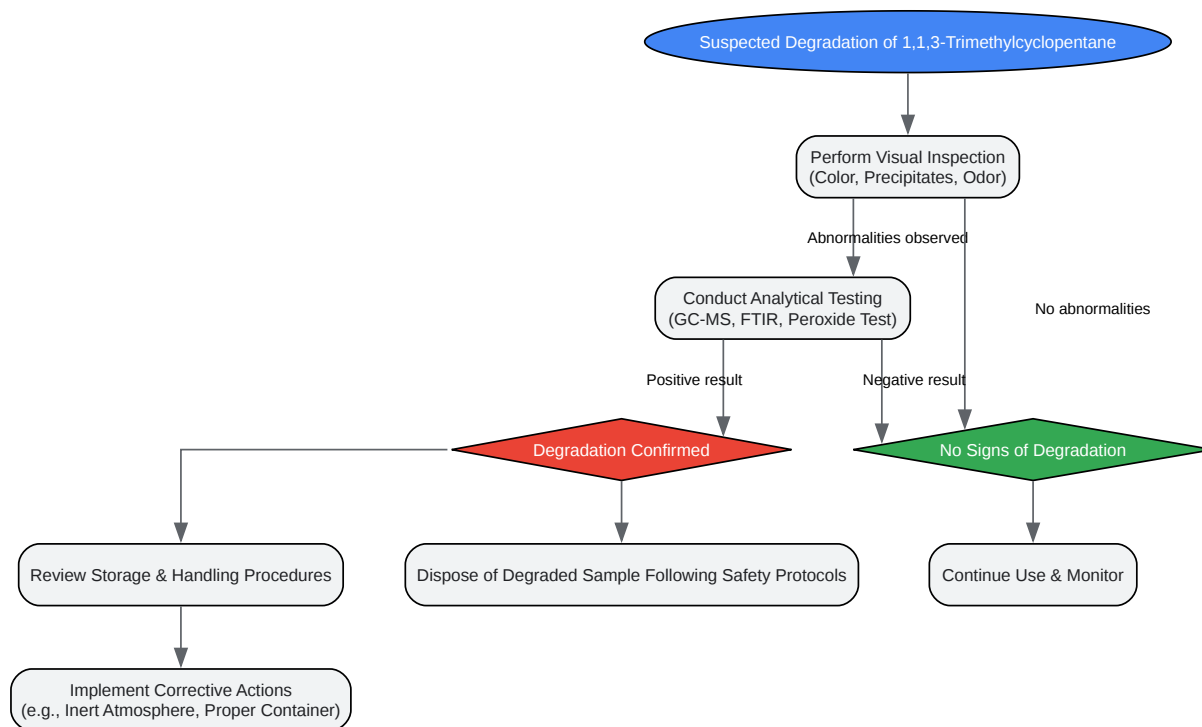 Suspected Degradation of 1,1,3-Trimethylcyclopentane
Perform Visual Inspection
(Color, Precipitates, Odor)
Abnormalities observed
Conduct Analytical Testing
(GC-MS, FTIR, Peroxide Test)
No abnormalities
Positive result
Negative result
Degradation Confirmed
No Signs of Degradation
Review Storage & Handling Procedures
Dispose of Degraded Sample Following Safety Protocols
Continue Use & Monitor
Implement Corrective Actions
(e.g., Inert Atmosphere, Proper Container)